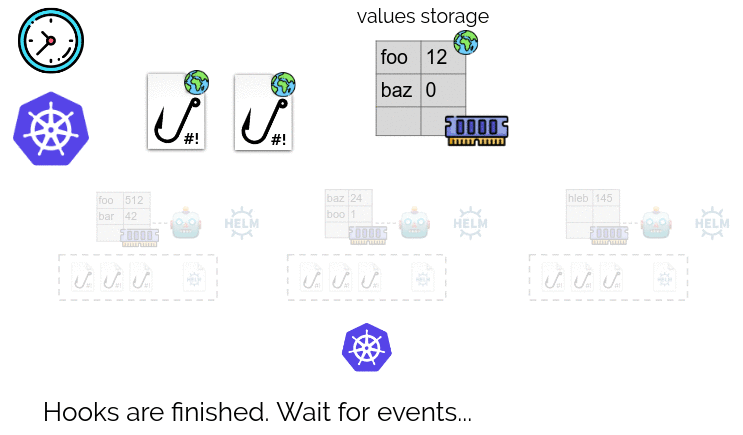 values storage
foo 12
baz 0
#! #!
foo 512
bar 42
HELM
baz 24
boo 1
HELM
hleb 145
HELM
Hooks are finished. Wait for events...